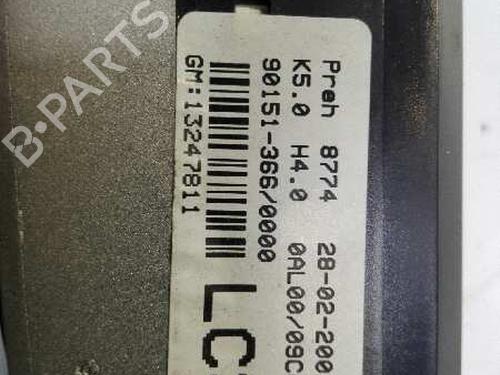 Preh 8774 28-02-200
K5.0 H4.0 0AL00/09C
90151-366/0000
GM:13247811
LC
B-PARTS